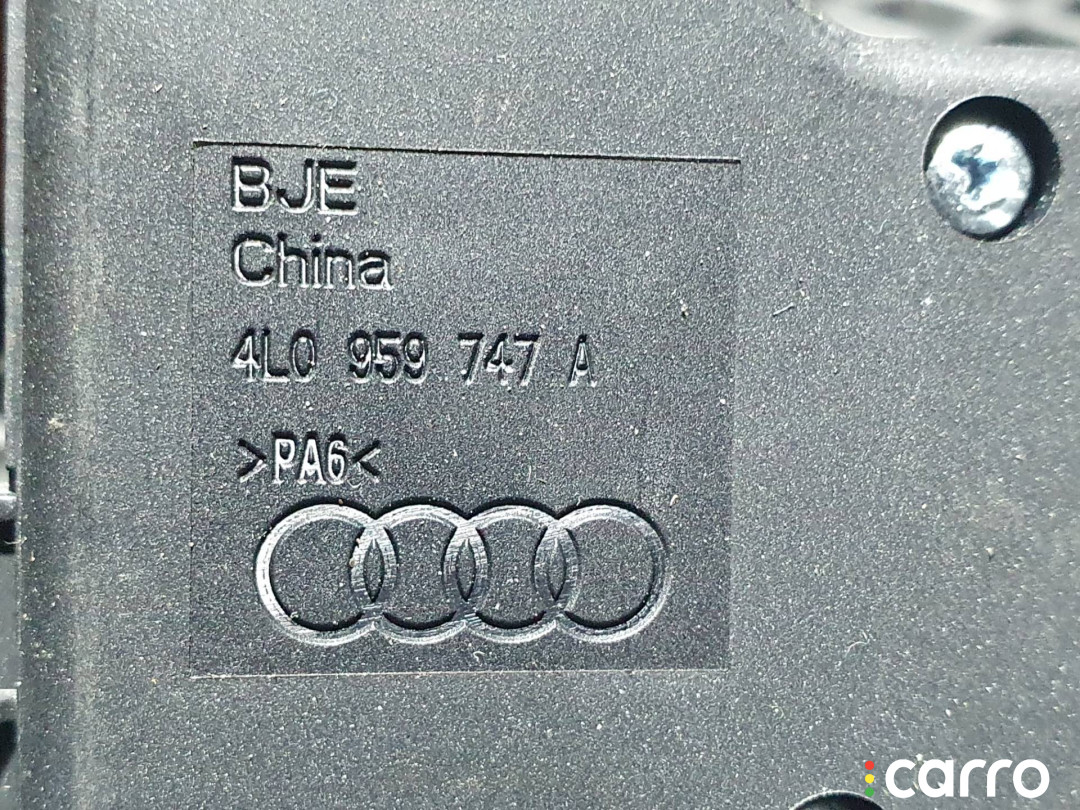 BJE
China
4L0 959 747 A
>PA6<
carro